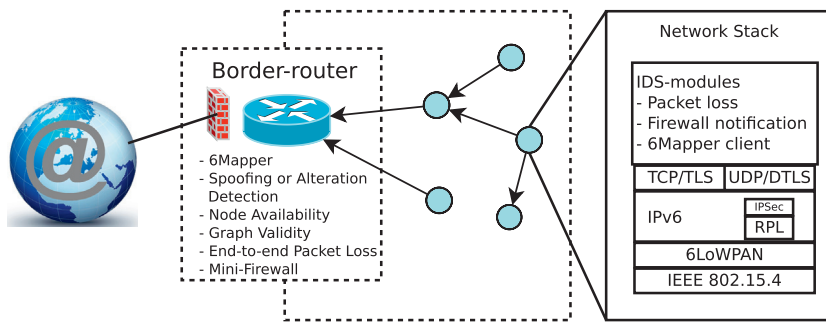 Border-router
- 6Mapper
- Spoofing or Alteration
Detection
- Node Availability
- Graph Validity
- End-to-end Packet Loss
- Mini-Firewall
@
Network Stack
IDS-modules
- Packet loss
- Firewall notification
- 6Mapper client
TCP/TLS UDP/DTLS
IPv6
IPSec
RPL
6LoWPAN
IEEE 802.15.4